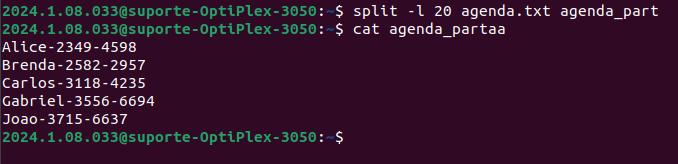 2024.1.08.033@suporte-OptiPlex-3050:~$ split -l 20 agenda.txt agenda_part
2024.1.08.033@suporte-OptiPlex-3050:~$ cat agenda_partaa
Alice-2349-4598
Brenda-2582-2957
Carlos-3118-4235
Gabriel-3556-6694
Joao-3715-6637
2024.1.08.033@suporte-OptiPlex-3050:~$